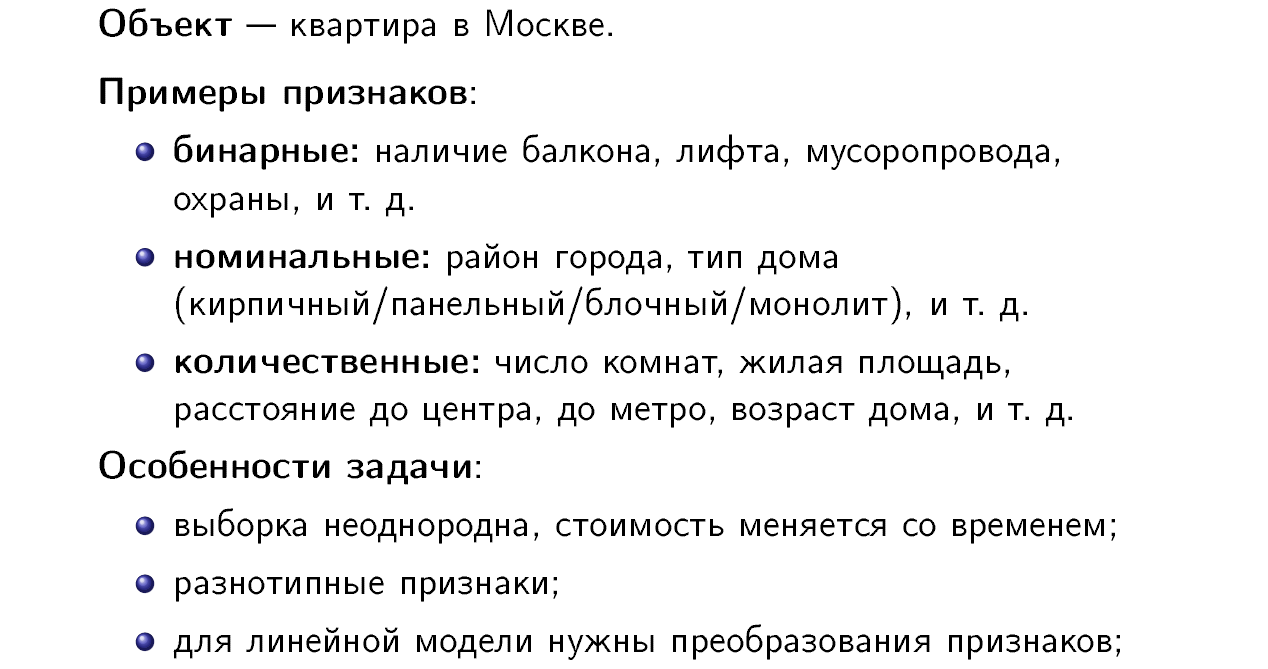 Объект — квартира в Москве.
Примеры признаков:
бинарные: наличие балкона, лифта, мусоропровода,
охраны, и т. д.
номинальные: район города, тип дома
(кирпичный/панельный/блочный/монолит), и т. д.
количественные: число комнат, жилая площадь,
расстояние до центра, до метро, возраст дома, и т. д.
Особенности задачи:
выборка неоднородна, стоимость меняется со временем;
разнотипные признаки;
для линейной модели нужны преобразования признаков;